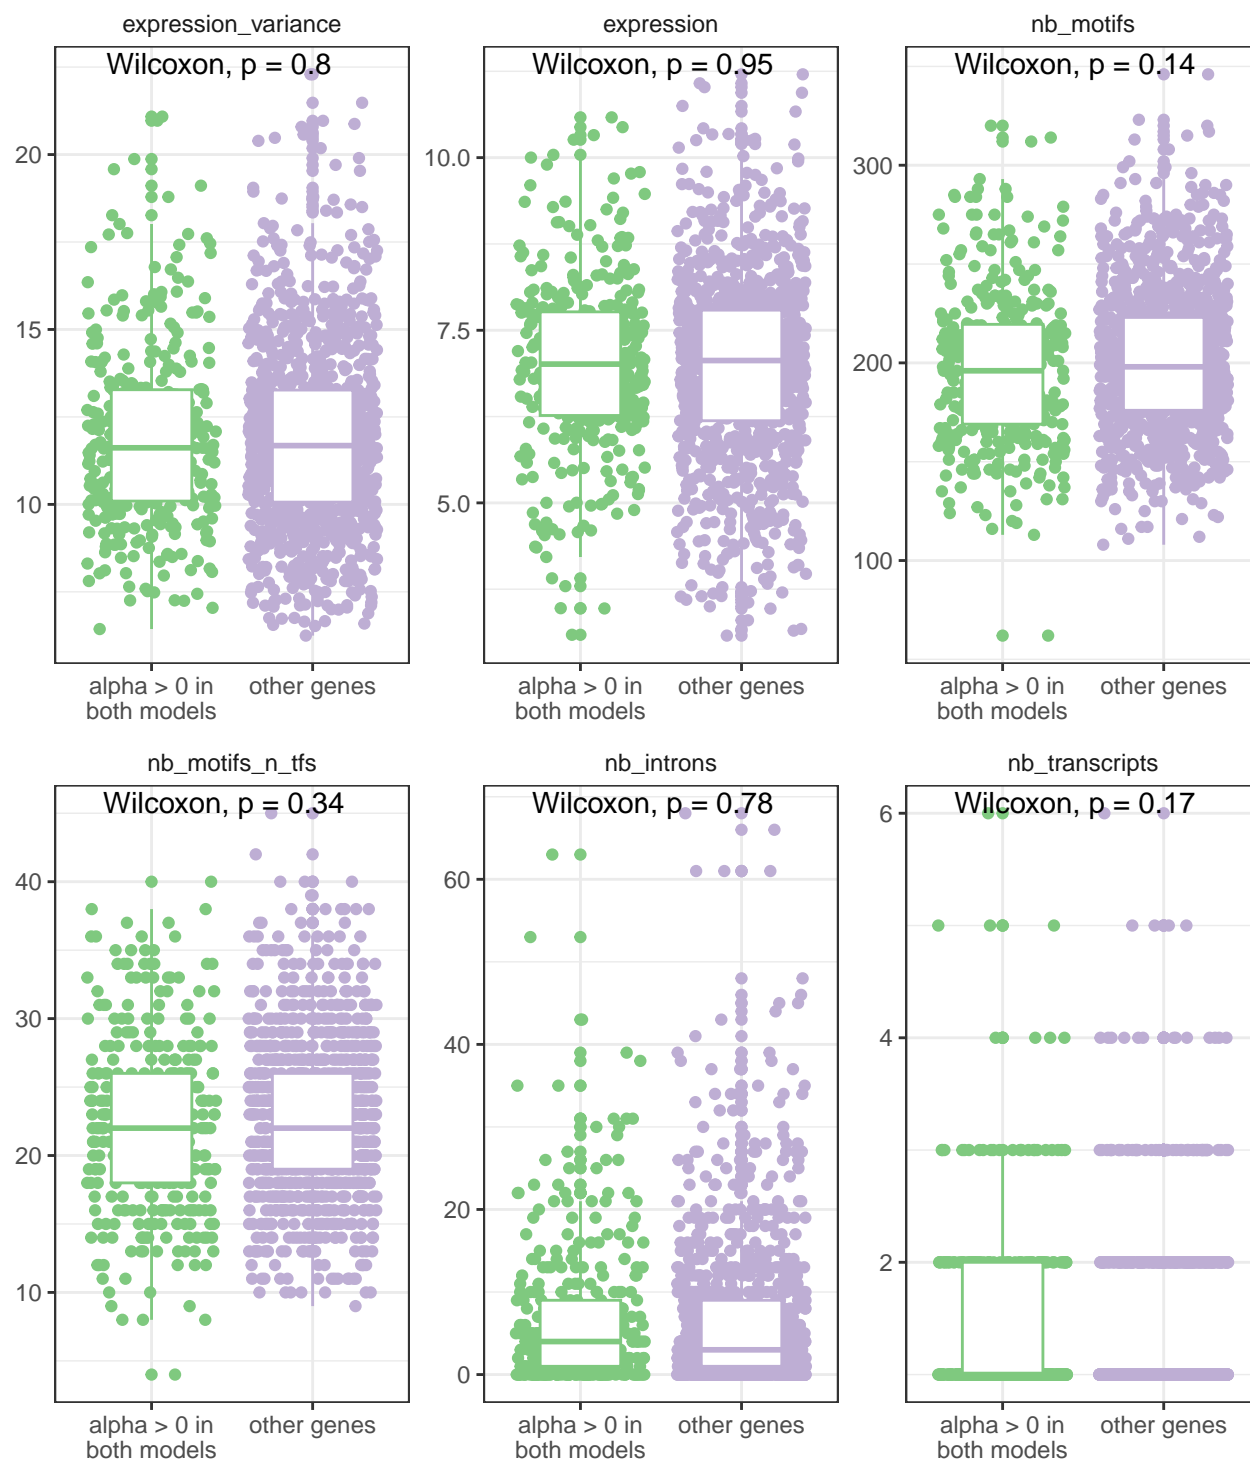 expression_variance
expression
nb_motifs
Wilcoxon, p = 0.8
Wilcoxon, p = 0.95
Wilcoxon, p = 0.14
20
15
10
10.0
7.5
5.0
300
200
100
alpha > 0 in
both models
other genes
alpha > 0 in
both models
other genes
alpha > 0 in
both models
other genes
nb_motifs_n_tfs
nb_introns
nb_transcripts
Wilcoxon, p = 0.34
Wilcoxon, p = 0.78
Wilcoxon, p = 0.17
40
30
20
10
60
40
20
0
6
4
2
alpha > 0 in
both models
other genes
alpha > 0 in
both models
other genes
alpha > 0 in
both models
other genes